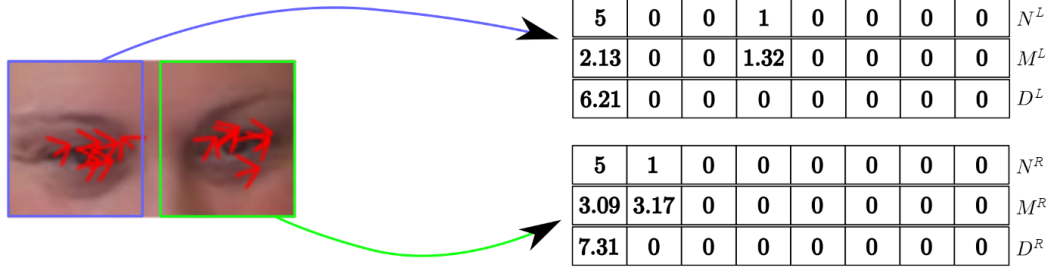 5 0 0 1 0 0 0 0 N^L
2.13 0 0 1.32 0 0 0 0 M^L
6.21 0 0 0 0 0 0 0 D^L
5 1 0 0 0 0 0 0 N^R
3.09 3.17 0 0 0 0 0 0 M^R
7.31 0 0 0 0 0 0 0 D^R